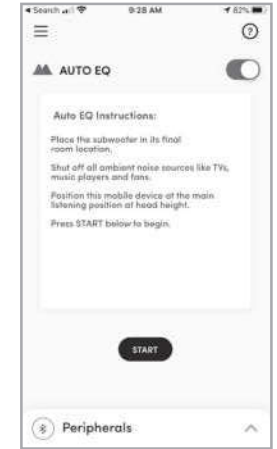 Search
9:28 AM
82%
AUTO EQ
Auto EQ Instructions:
Place the subwoofer in its final
room location.
Shut off all ambient noise sources like TVs,
music players and fans.
Position this mobile device at the main
listening position at head height.
Press START below to begin.
START
Peripherals